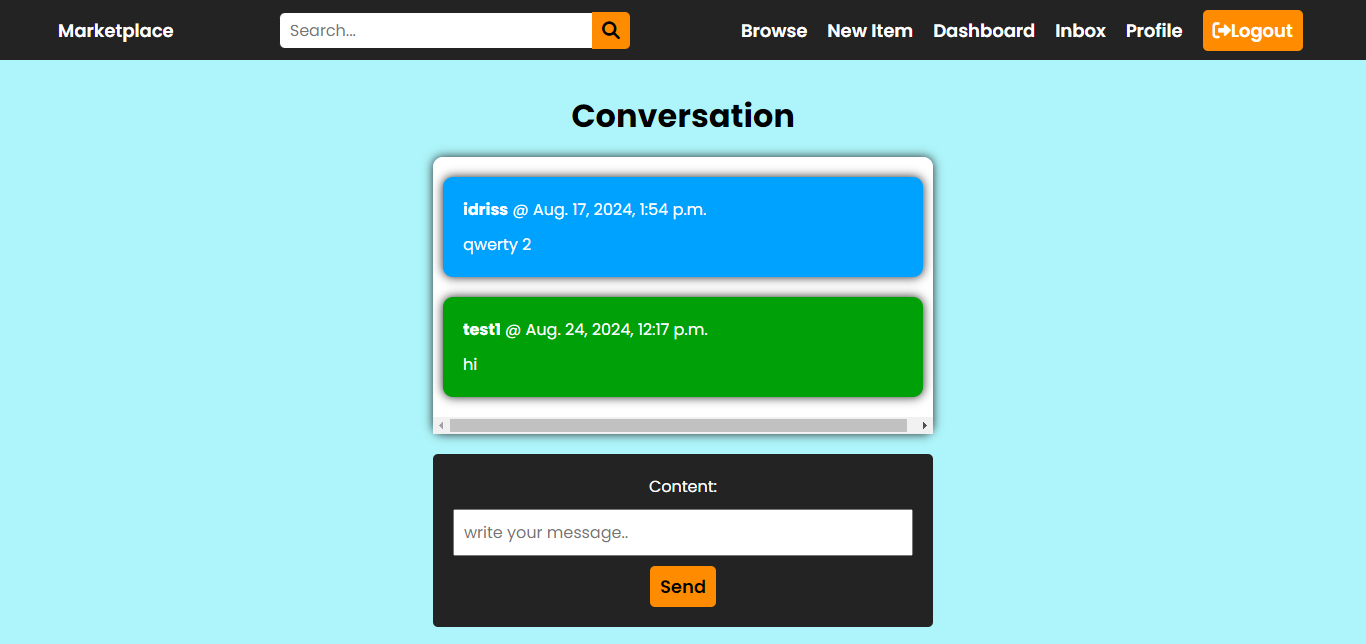 Marketplace
Search...
Browse New Item Dashboard Inbox Profile Logout
Conversation
idriss @ Aug. 17, 2024, 1:54 p.m.
qwerty 2
test1 @ Aug. 24, 2024, 12:17 p.m.
hi
Content:
write your message..
Send